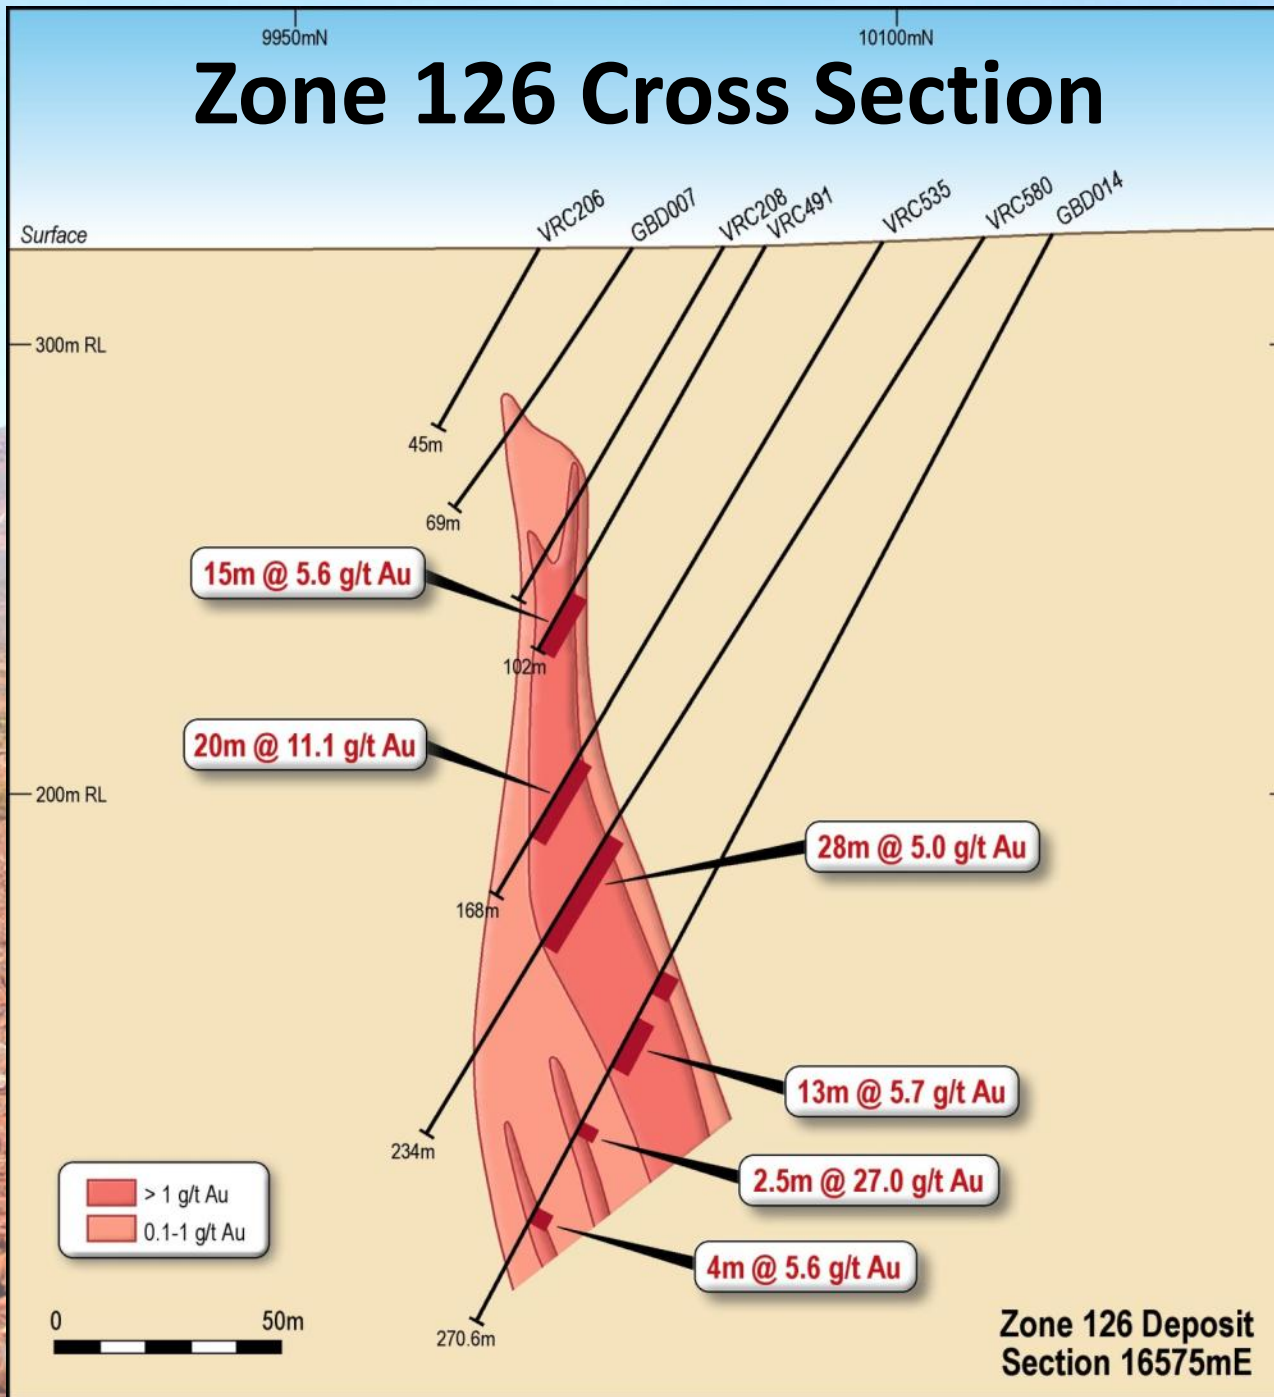 9950mN
10100mN
Zone 126 Cross Section
VRC206
GBD007
VRC208
VRC491
VRC535
VRC580
GBD014
Surface
300m RL
45m
69m
15m @ 5.6 g/t Au
102m
20m @ 11.1 g/t Au
200m RL
28m @ 5.0 g/t Au
168m
13m @ 5.7 g/t Au
234m
2.5m @ 27.0 g/t Au
> 1 g/t Au
0.1-1 g/t Au
4m @ 5.6 g/t Au
0
50m
270.6m
Zone 126 Deposit
Section 16575mE